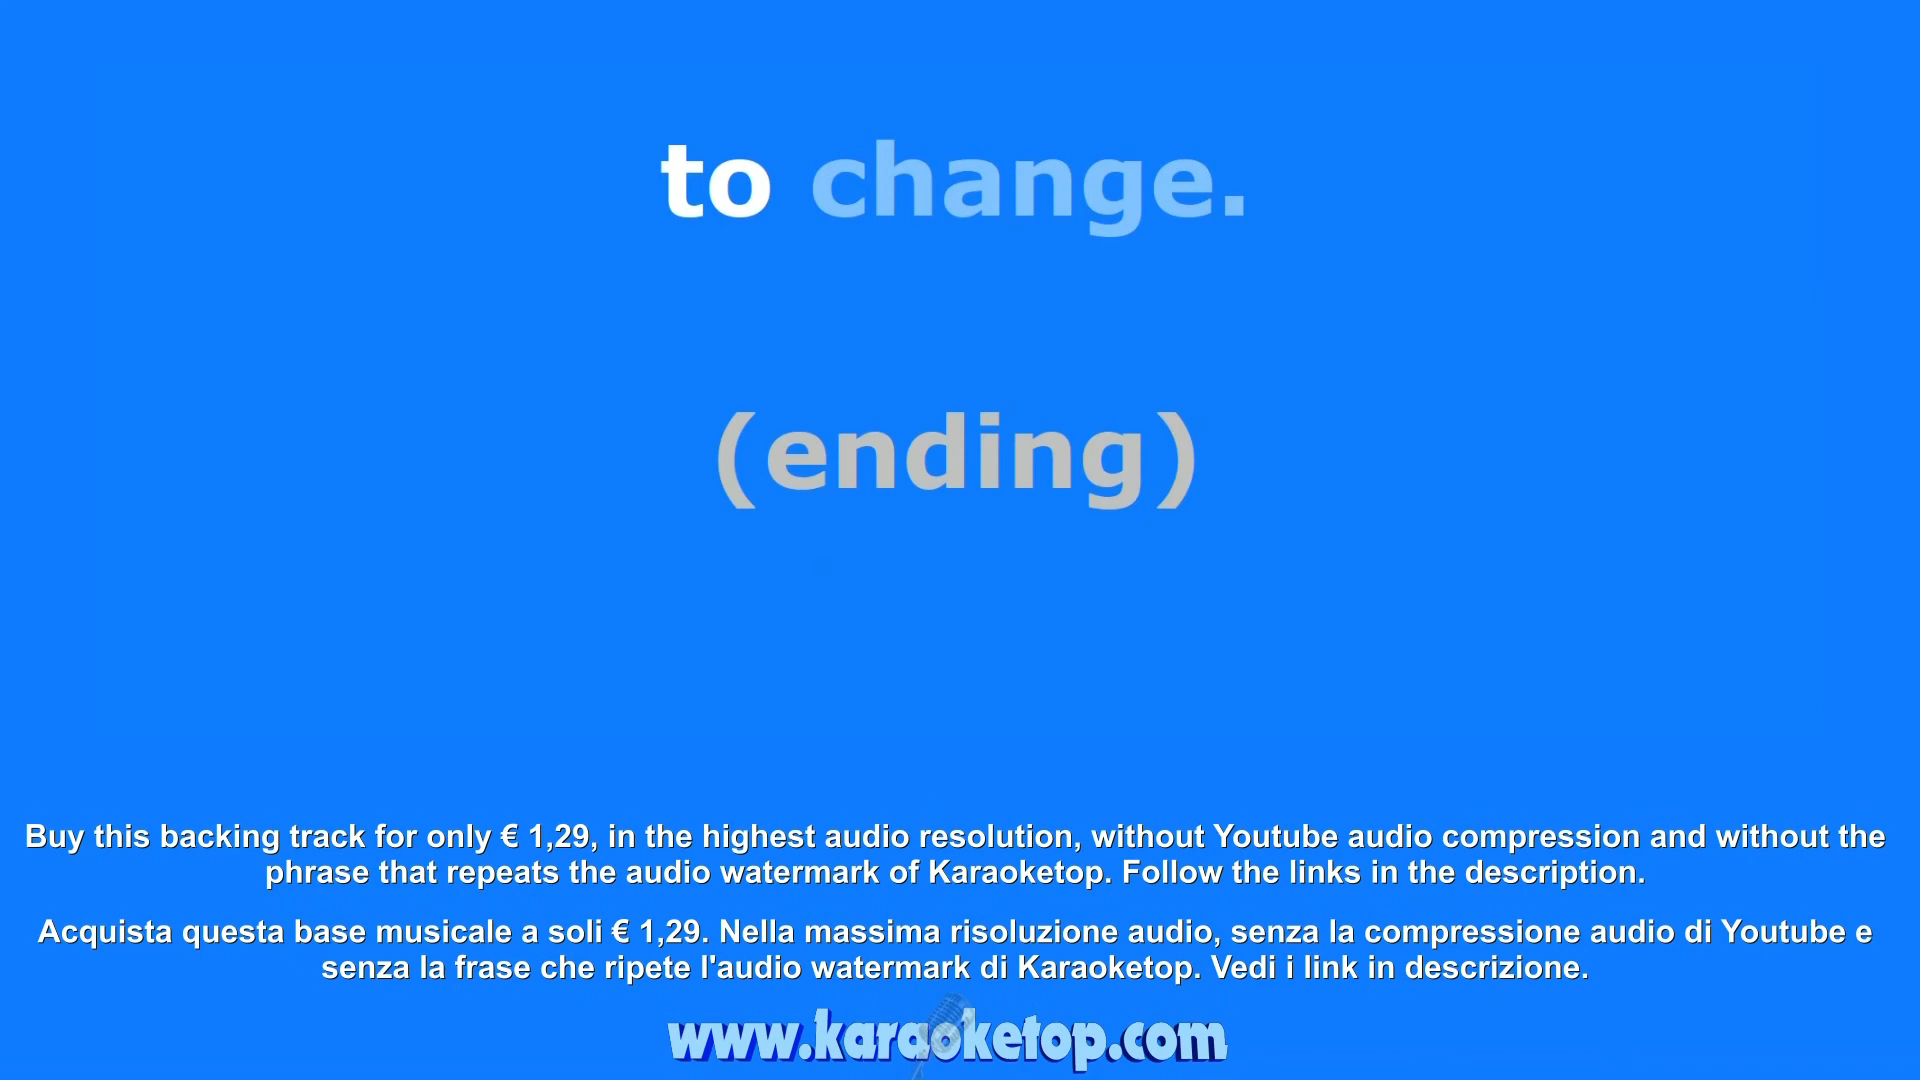 to change.
(ending)
Buy this backing track for only € 1,29, in the highest audio resolution, without Youtube audio compression and without the
phrase that repeats the audio watermark of Karaoketop. Follow the links in the description.
Acquista questa base musicale a soli € 1,29. Nella massima risoluzione audio, senza la compressione audio di Youtube e
senza la frase che ripete l'audio watermark di Karaoketop. Vedi i link in descrizione.
www.karaoketop.com